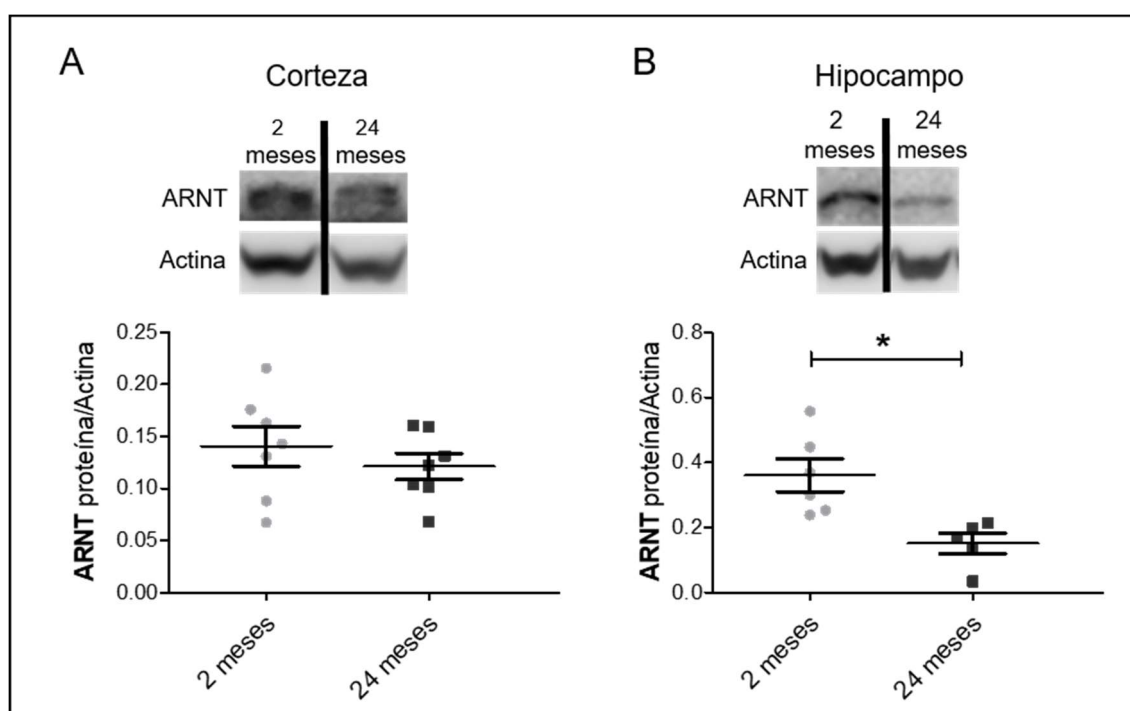 A
Corteza
2 meses
24 meses
ARNT
Actina
ARNT proteína/Actina
0.25
0.20
0.15
0.10
0.05
0.00
2 meses
24 meses
B
Hipocampo
2 meses
24 meses
ARNT
Actina
ARNT proteína/Actina
0.8
0.6
0.4
0.2
0.0
*
2 meses
24 meses